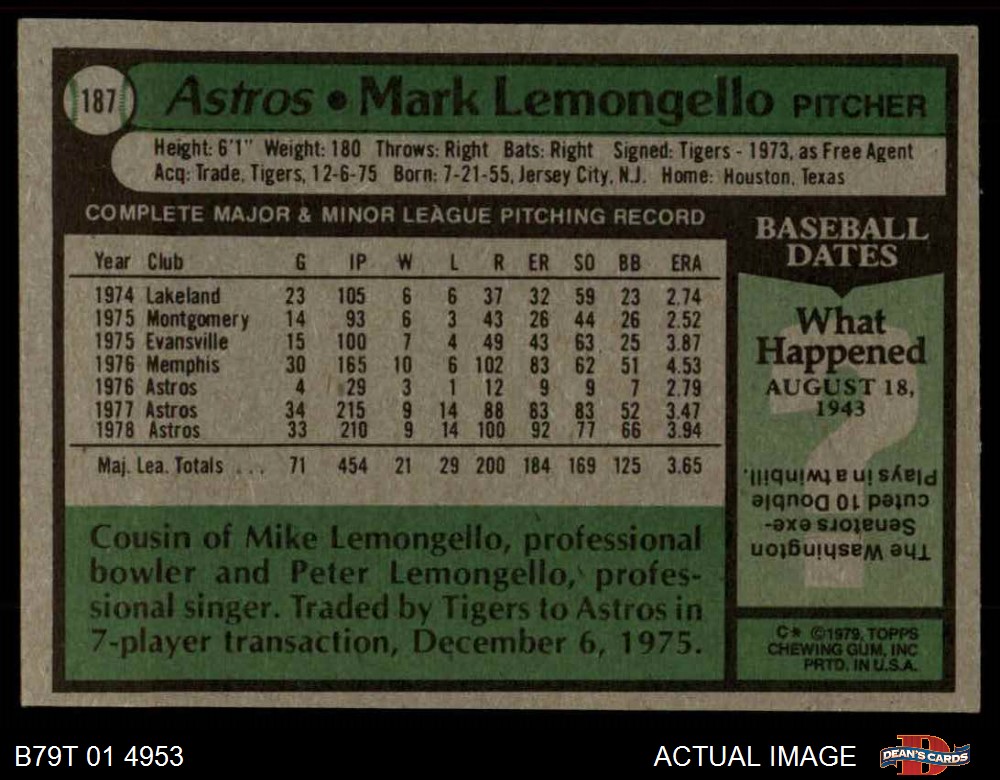 187 Astros • Mark Lemongello PITCHER
Height: 6'1" Weight: 180 Throws: Right Bats: Right Signed: Tigers - 1973, as Free Agent
Acq: Trade, Tigers, 12-6-75 Born: 7-21-55, Jersey City, N.J. Home: Houston, Texas
COMPLETE MAJOR & MINOR LEAGUE PITCHING RECORD
Year Club G IP W L R ER SO BB ERA
1974 Lakeland 23 105 6 6 37 32 59 23 2.74
1975 Montgomery 14 93 6 3 43 26 44 26 2.52
1975 Evansville 15 100 7 4 49 43 63 25 3.87
1976 Memphis 30 165 10 6 102 83 62 51 4.53
1976 Astros 4 29 3 1 12 9 9 7 2.79
1977 Astros 34 215 9 14 88 83 83 52 3.47
1978 Astros 33 210 9 14 100 92 77 66 3.94
Maj. Lea. Totals ... 71 454 21 29 200 184 169 125 3.65
Cousin of Mike Lemongello, professional
bowler and Peter Lemongello, profes-
sional singer. Traded by Tigers to Astros in
7-player transaction, December 6, 1975.
BASEBALL
DATES
What
Happened
AUGUST 18,
1943
The Washington
Senators exe-
cuted 10 Double
Plays in a twinbill.
C* ©1979, TOPPS
CHEWING GUM, INC
PRTD. IN U.S.A.
B79T 01 4953
ACTUAL IMAGE
DEAN'S CARDS